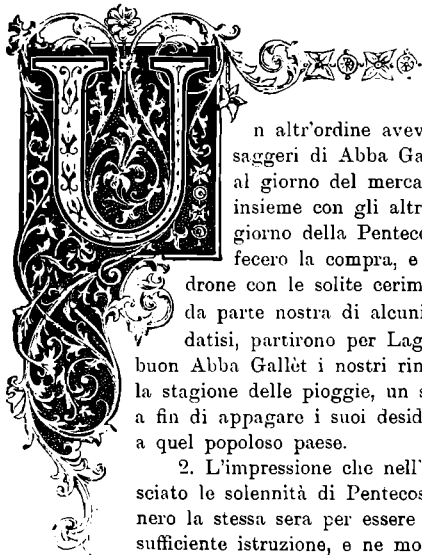 Un altr'ordine avev
saggeri di Abba Ga
al giorno del merca
insieme con gli altr
giorno della Penteco
fecero la compra, e
drone con le solite cerim
da parte nostra di alcuni
datisi, partirono per Lag
buon Abba Gallèt i nostri rin
la stagione delle pioggie, un s
a fin di appagare i suoi desid
a quel popoloso paese.
2. L'impressione che nell'
sciato le solennità di Pentecos
nero la stessa sera per essere
sufficiente istruzione, e ne mo